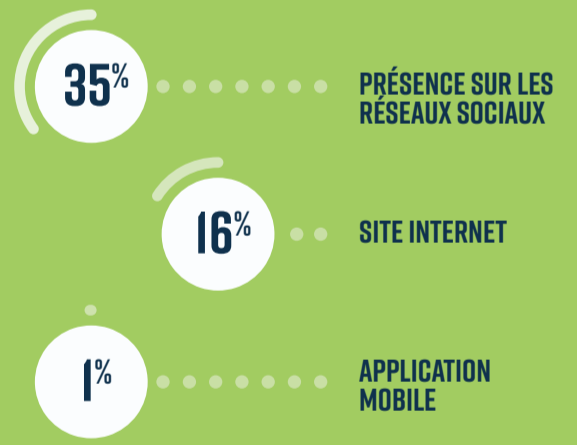 35%
PRÉSENCE SUR LES
RÉSEAUX SOCIAUX
16%
SITE INTERNET
1%
APPLICATION
MOBILE